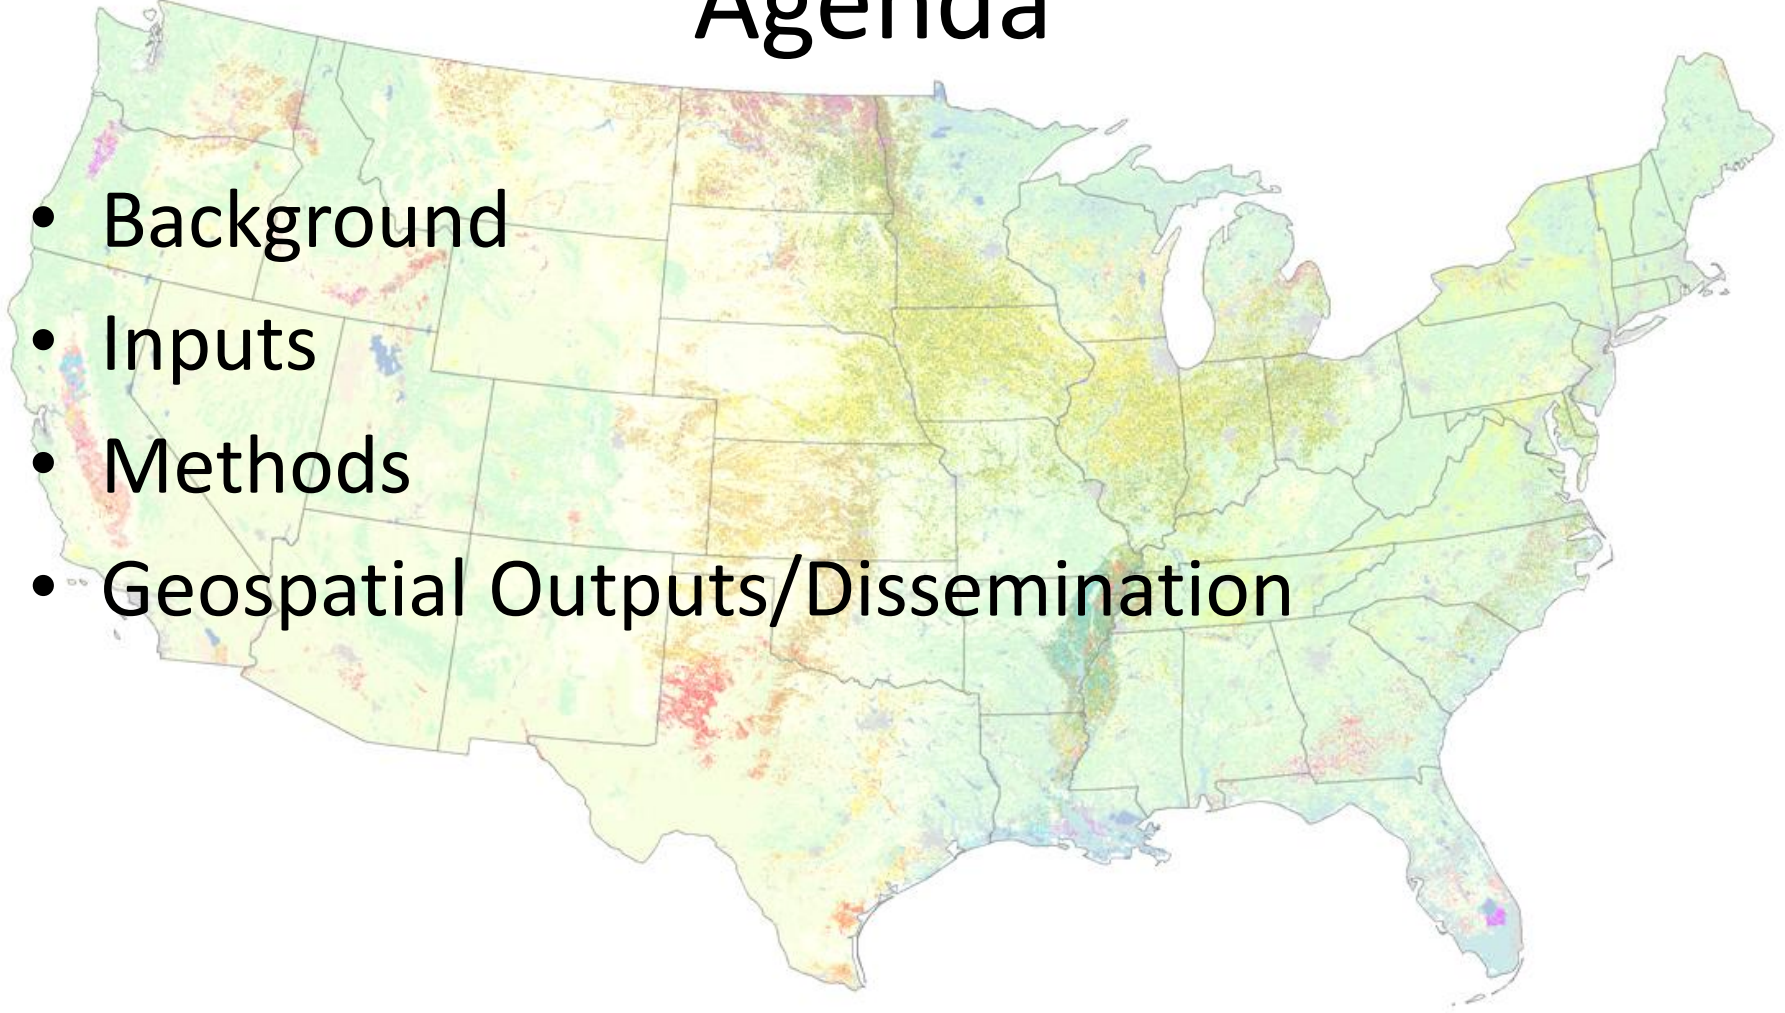 Agenda
• Background
• Inputs
• Methods
• Geospatial Outputs/Dissemination